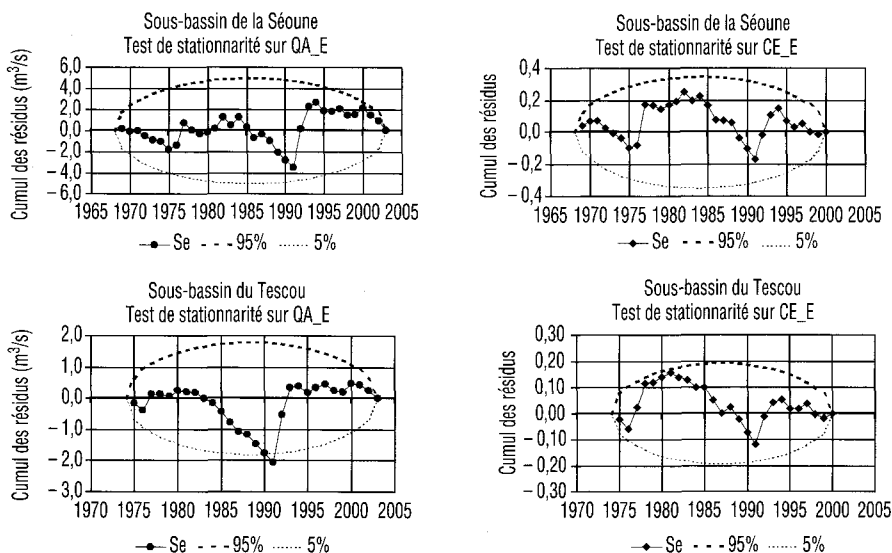 Sous-bassin de la Séoune
Test de stationnarité sur QA_E
Cumul des résidus (m³/s)
6,0
4,0
2,0
0,0
−2,0
−4,0
6,0
1965 1970 1975 1980 1985 1990 1995 2000 2005
Se 95% 5%
Sous-bassin de la Séoune
Test de stationnarité sur CE_E
Cumul des résidus
0,4
0,2
0,0
−0,2
−0,4
1965 1970 1975 1980 1985 1990 1995 2000 2005
Se 95% 5%
Sous-bassin du Tescou
Test de stationnarité sur QA_E
Cumul des résidus (m³/s)
2,0
1,0
0,0
−1,0
−2,0
−3,0
1970 1975 1980 1985 1990 1995 2000 2005
Se 95% 5%
Sous-bassin du Tescou
Test de stationnarité sur CE_E
Cumul des résidus
0,30
0,20
0,10
0,00
−0,10
−0,20
−0,30
1970 1975 1980 1985 1990 1995 2000 2005
Se 95% 5%